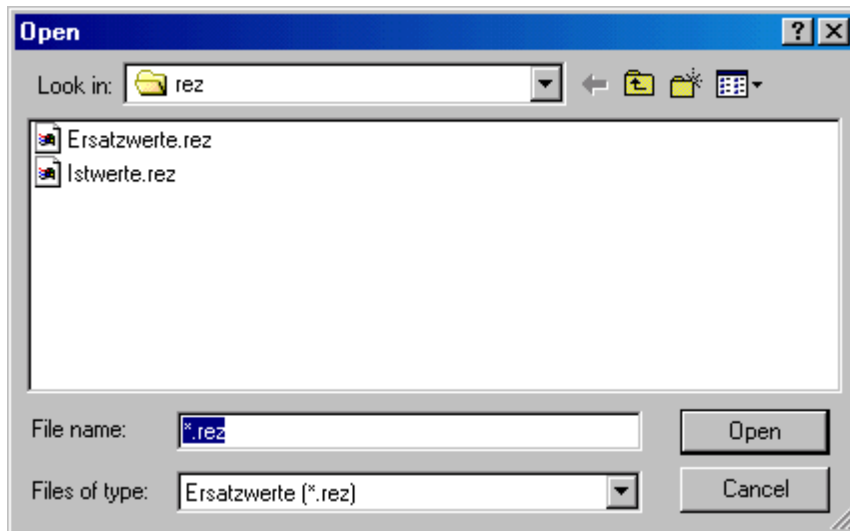 Open
Look in: rez
Ersatzwerte.rez
Istwerte.rez
File name: *.rez Open
Files of type: Ersatzwerte (*.rez) Cancel